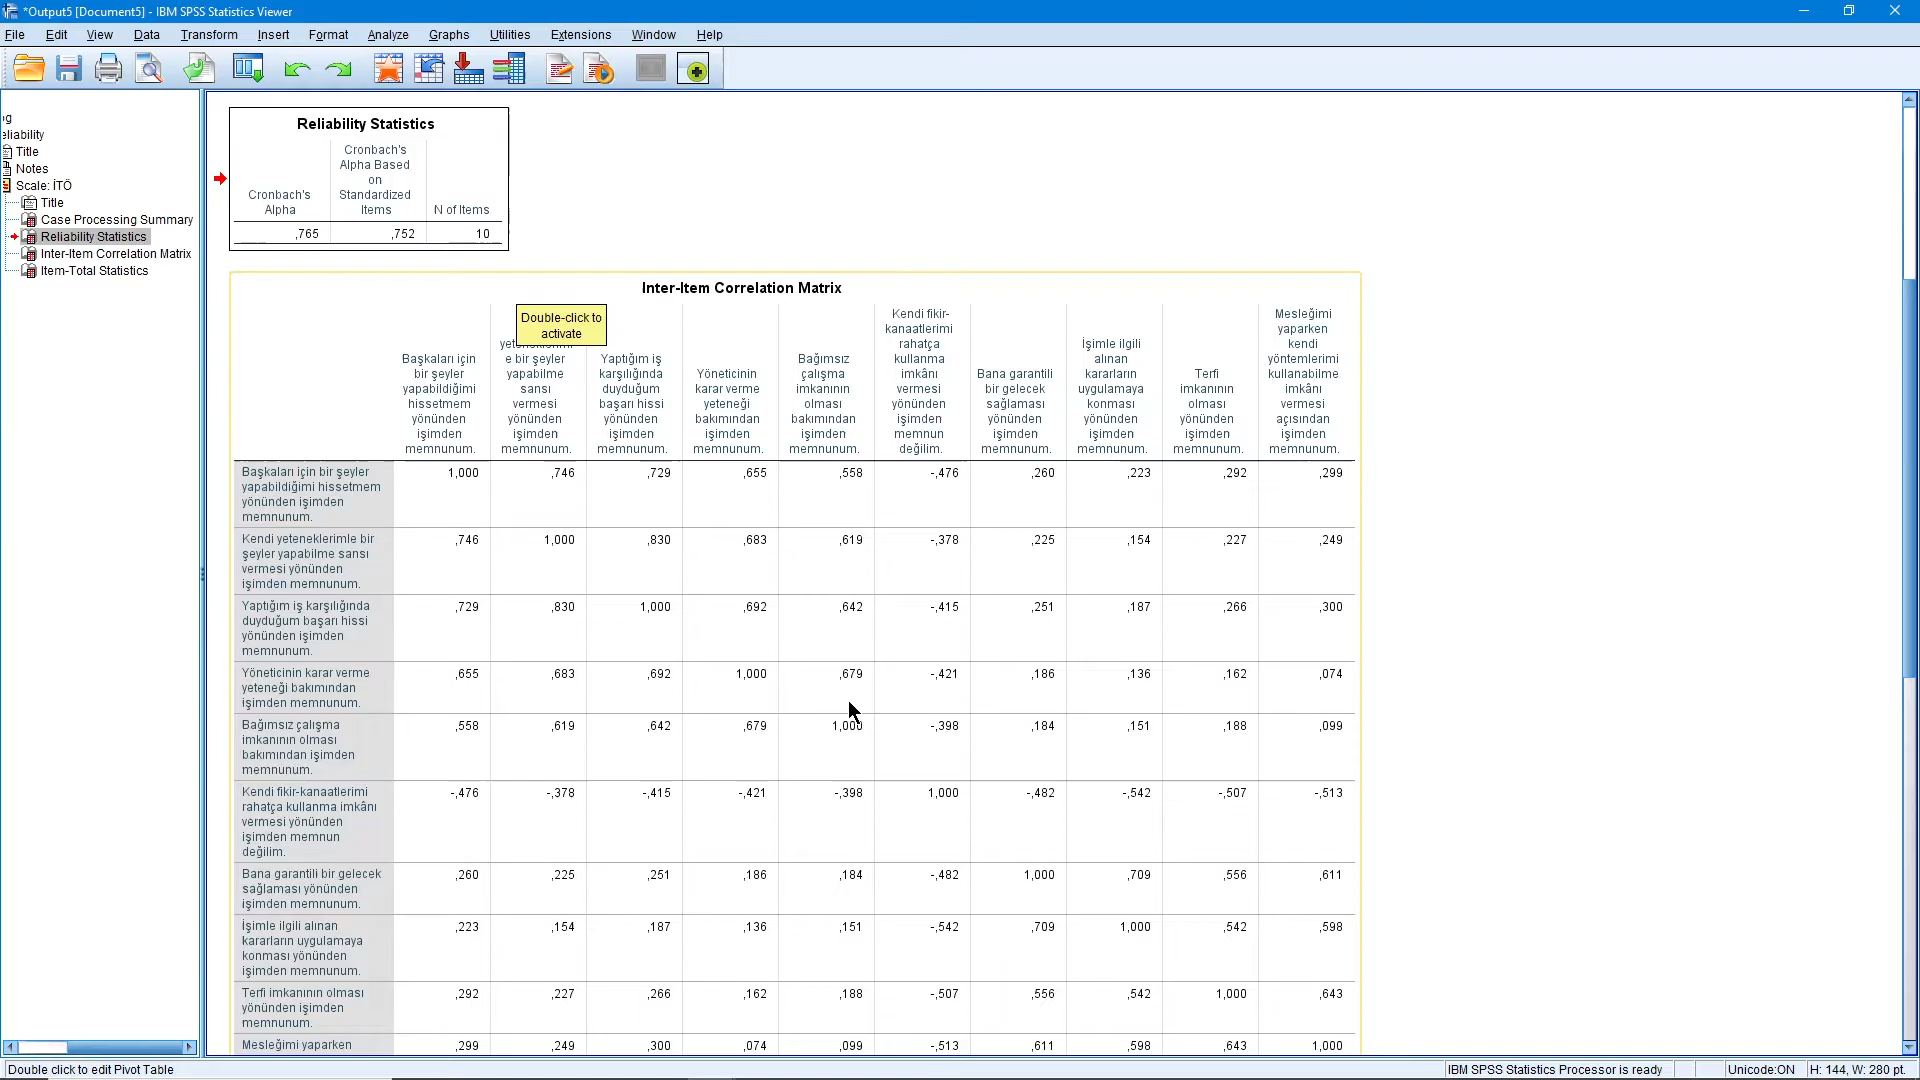 *Output5 [Document5] - IBM SPSS Statistics Viewer
File Edit View Data Transform Insert Format Analyze Graphs Utilities Extensions Window Help
og
eliability
Title
Notes
Scale: İTÖ
Title
Case Processing Summary
Reliability Statistics
Inter-Item Correlation Matrix
Item-Total Statistics
Reliability Statistics
Cronbach's
Alpha
Cronbach's
Alpha Based
on
Standardized
Items
N of Items
,765 ,752 10
Inter-Item Correlation Matrix
Double-click to
activate
Başkaları için
bir şeyler
yapabildiğimi
hissetmem
yönünden
işimden
memnunum.
e bir şeyler
yapabilme
sansı
vermesi
yönünden
işimden
memnunum.
Yaptığım iş
karşılığında
duyduğum
başarı hissi
yönünden
işimden
memnunum.
Yöneticinin
karar verme
yeteneği
bakımından
işimden
memnunum.
Bağımsız
çalışma
imkanının
olması
bakımından
işimden
memnunum.
Kendi fikir-
kanaatlerimi
rahatça
kullanma
imkânı
vermesi
yönünden
işimden
memnun
değilim.
Bana garantili
bir gelecek
sağlaması
yönünden
işimden
memnunum.
İşimle ilgili
alınan
kararların
uygulamaya
konması
yönünden
işimden
memnunum.
Terfi
imkanının
olması
yönünden
işimden
memnunum.
Mesleğimi
yaparken
kendi
yöntemlerimi
kullanabilme
imkânı
vermesi
açısından
işimden
memnunum.
Başkaları için bir şeyler
yapabildiğimi hissetmem
yönünden işimden
memnunum.
1,000 ,746 ,729 ,655 ,558 -,476 ,260 ,223 ,292 ,299
Kendi yeteneklerimle bir
şeyler yapabilme sansı
vermesi yönünden
işimden memnunum.
,746 1,000 ,830 ,683 ,619 -,378 ,225 ,154 ,227 ,249
Yaptığım iş karşılığında
duyduğum başarı hissi
yönünden işimden
memnunum.
,729 ,830 1,000 ,692 ,642 -,415 ,251 ,187 ,266 ,300
Yöneticinin karar verme
yeteneği bakımından
işimden memnunum.
,655 ,683 ,692 1,000 ,679 -,421 ,186 ,136 ,162 ,074
Bağımsız çalışma
imkanının olması
bakımından işimden
memnunum.
,558 ,619 ,642 ,679 1,000 -,398 ,184 ,151 ,188 ,099
Kendi fikir-kanaatlerimi
rahatça kullanma imkânı
vermesi yönünden
işimden memnun
değilim.
-,476 -,378 -,415 -,421 -,398 1,000 -,482 -,542 -,507 -,513
Bana garantili bir gelecek
sağlaması yönünden
işimden memnunum.
,260 ,225 ,251 ,186 ,184 -,482 1,000 ,709 ,556 ,611
İşimle ilgili alınan
kararların uygulamaya
konması yönünden
işimden memnunum.
,223 ,154 ,187 ,136 ,151 -,542 ,709 1,000 ,542 ,598
Terfi imkanının olması
yönünden işimden
memnunum.
,292 ,227 ,266 ,162 ,188 -,507 ,556 ,542 1,000 ,643
Mesleğimi yaparken
,299 ,249 ,300 ,074 ,099 -,513 ,611 ,598 ,643 1,000
Double click to edit Pivot Table
IBM SPSS Statistics Processor is ready
Unicode:ON
H: 144, W: 280 pt.